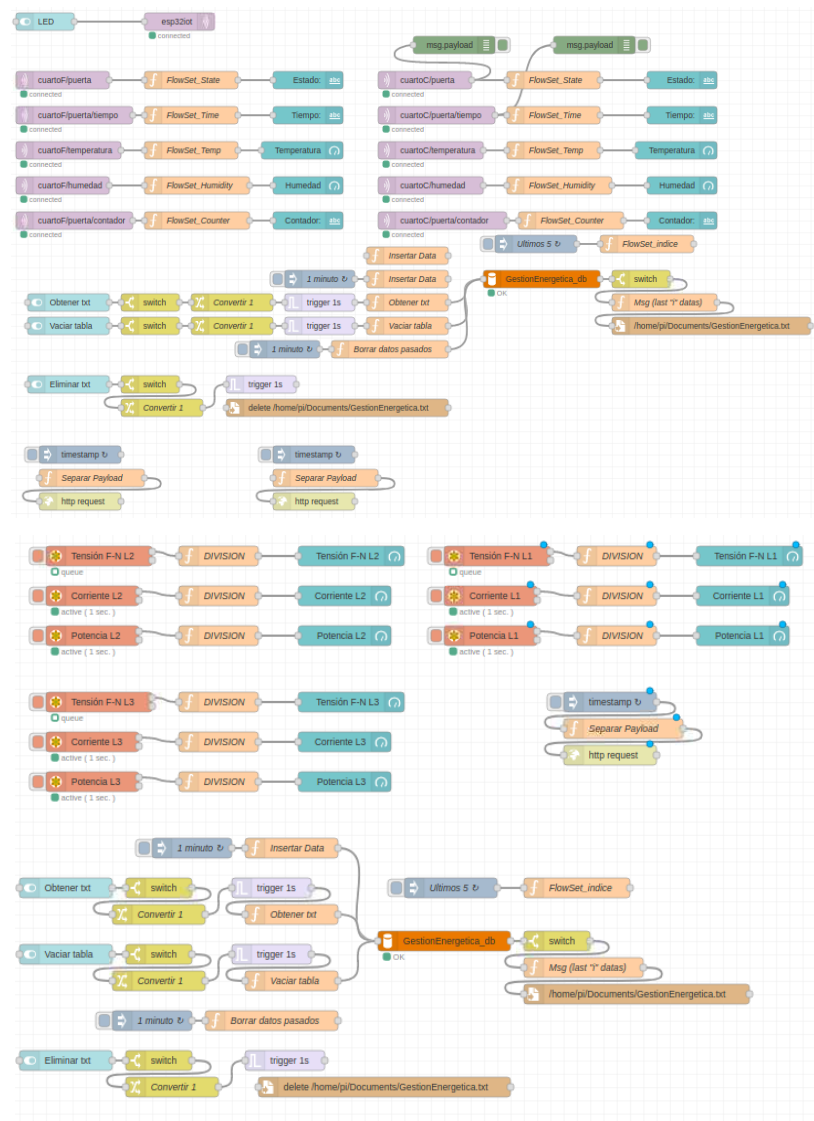 LED esp32iot
connected
msg.payload msg.payload
cuartoF/puerta FlowSet_State Estado: abc cuartoC/puerta FlowSet_State Estado: abc
connected connected
cuartoF/puerta/tiempo FlowSet_Time Tiempo: abc cuartoC/puerta/tiempo FlowSet_Time Tiempo: abc
connected connected
cuartoF/temperatura FlowSet_Temp Temperatura cuartoC/temperatura FlowSet_Temp Temperatura
connected connected
cuartoF/humedad FlowSet_Humidity Humedad cuartoC/humedad FlowSet_Humidity Humedad
connected connected
cuartoF/puerta/contador FlowSet_Counter Contador: abc cuartoC/puerta/contador FlowSet_Counter Contador: abc
connected connected
Ultimos 5 ↻ FlowSet_indice
Insertar Data
1 minuto ↻ Insertar Data GestionEnergetica_db switch
OK
Obtener txt switch Convertir 1 trigger 1s Obtener txt Msg (last "i" datas)
Vaciar tabla switch Convertir 1 trigger 1s Vaciar tabla /home/pi/Documents/GestionEnergetica.txt
1 minuto ↻ Borrar datos pasados
Eliminar txt switch trigger 1s
Convertir 1 delete /home/pi/Documents/GestionEnergetica.txt
timestamp ↻ timestamp ↻
Separar Payload Separar Payload
http request http request
Tensión F-N L2 DIVISION Tensión F-N L2 Tensión F-N L1 DIVISION Tensión F-N L1
queue queue
Corriente L2 DIVISION Corriente L2 Corriente L1 DIVISION Corriente L1
active ( 1 sec. ) active ( 1 sec. )
Potencia L2 DIVISION Potencia L2 Potencia L1 DIVISION Potencia L1
active ( 1 sec. ) active ( 1 sec. )
Tensión F-N L3 DIVISION Tensión F-N L3 timestamp ↻
queue
Separar Payload
Corriente L3 DIVISION Corriente L3
http request
active ( 1 sec. )
Potencia L3 DIVISION Potencia L3
active ( 1 sec. )
1 minuto ↻ Insertar Data
Obtener txt switch trigger 1s Ultimos 5 ↻ FlowSet_indice
Convertir 1 Obtener txt
GestionEnergetica_db switch
Vaciar tabla switch trigger 1s
OK
Msg (last "i" datas)
Convertir 1 Vaciar tabla
/home/pi/Documents/GestionEnergetica.txt
1 minuto ↻ Borrar datos pasados
Eliminar txt switch trigger 1s
Convertir 1 delete /home/pi/Documents/GestionEnergetica.txt